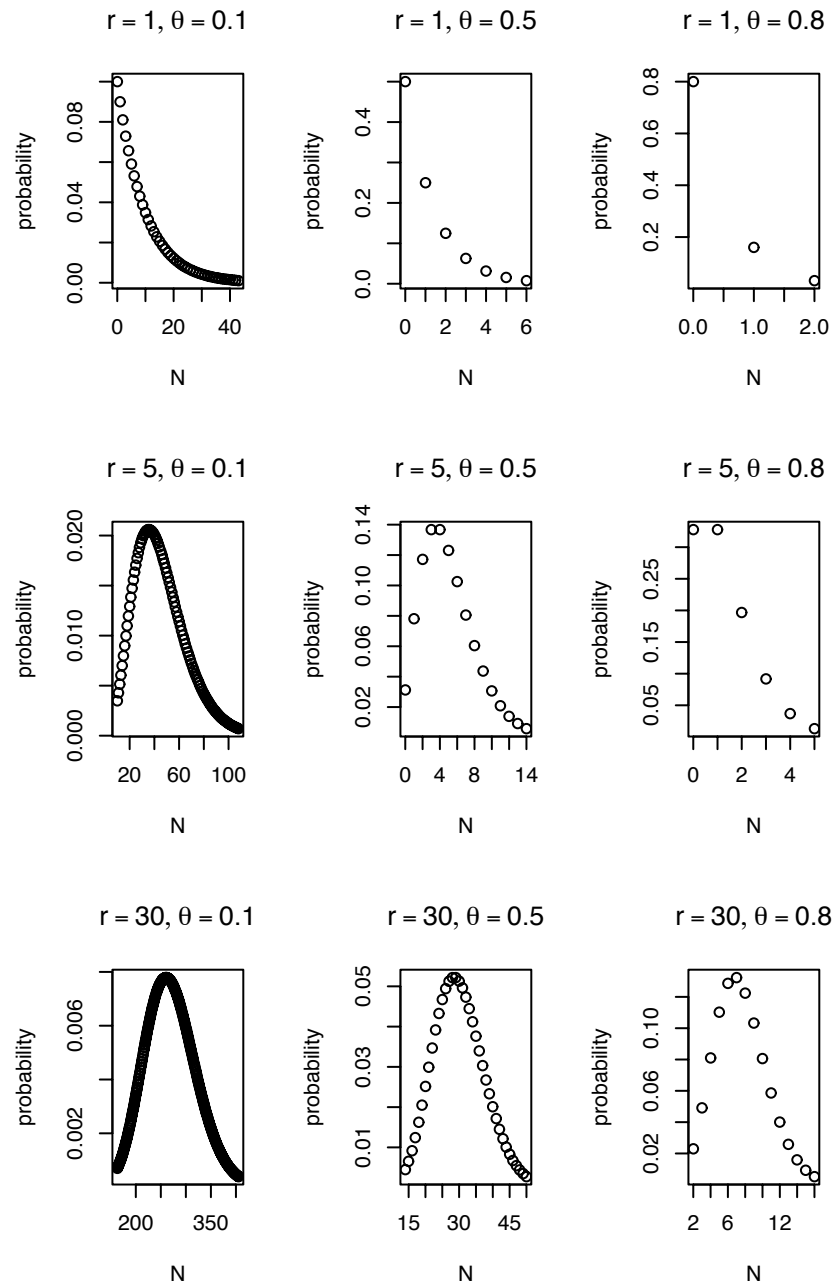 r = 1, θ = 0.1
probability
0.00 0.04 0.08
0 20 40
N
r = 1, θ = 0.5
probability
0.0 0.2 0.4
0 2 4 6
N
r = 1, θ = 0.8
probability
0.2 0.4 0.6 0.8
0.0 1.0 2.0
N
r = 5, θ = 0.1
probability
0.000 0.010 0.020
20 60 100
N
r = 5, θ = 0.5
probability
0.02 0.06 0.10 0.14
0 4 8 14
N
r = 5, θ = 0.8
probability
0.05 0.15 0.25
0 2 4
N
r = 30, θ = 0.1
probability
0.002 0.006
200 350
N
r = 30, θ = 0.5
probability
0.01 0.03 0.05
15 30 45
N
r = 30, θ = 0.8
probability
0.02 0.06 0.10
2 6 12
N